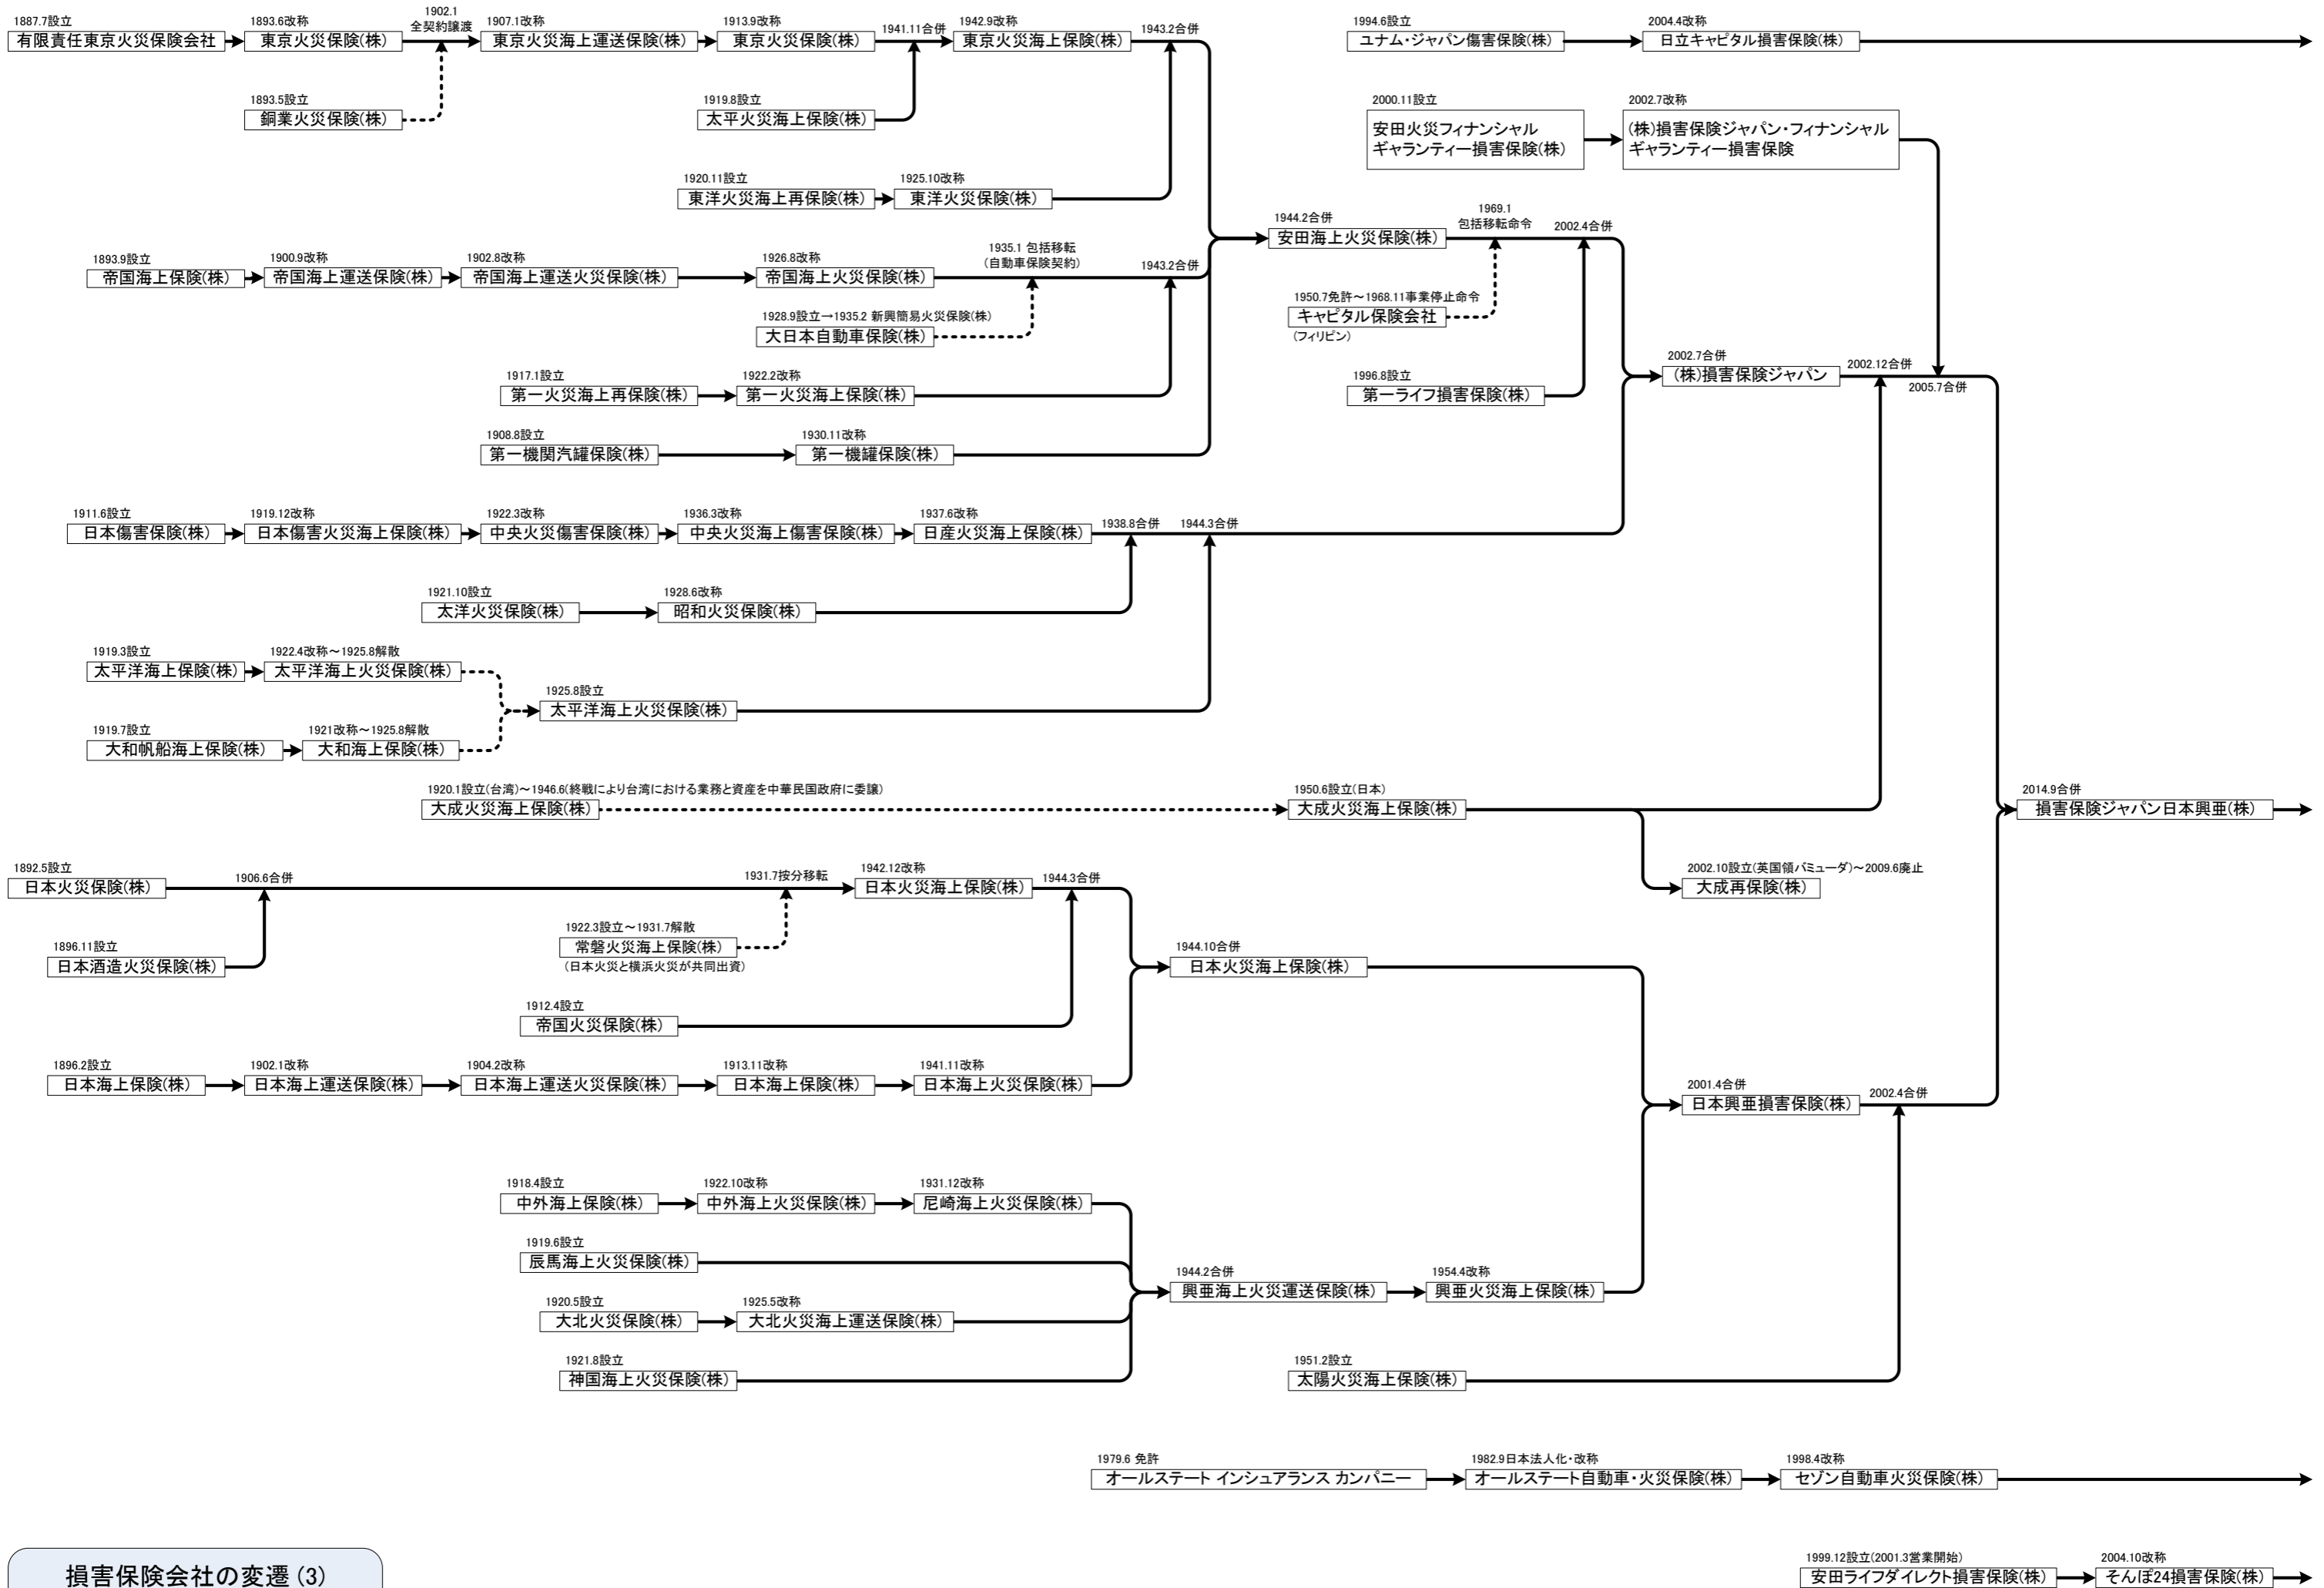 1887.7設立
有限責任東京火災保険会社
1893.6改称
東京火災保険(株)
1902.1
全契約譲渡
1907.1改称
東京火災海上運送保険(株)
1913.9改称
東京火災保険(株)
1941.11合併
1942.9改称
東京火災海上保険(株)
1943.2合併
1994.6設立
ユナム・ジャパン傷害保険(株)
2004.4改称
日立キャピタル損害保険(株)
1893.5設立
銅業火災保険(株)
1919.8設立
太平火災海上保険(株)
2000.11設立
安田火災フィナンシャル
ギャランティー損害保険(株)
2002.7改称
(株)損害保険ジャパン・フィナンシャル
ギャランティー損害保険
1920.11設立
東洋火災海上再保険(株)
1925.10改称
東洋火災保険(株)
1944.2合併
安田海上火災保険(株)
1969.1
包括移転命令
2002.4合併
1893.9設立
帝国海上保険(株)
1900.9改称
帝国海上運送保険(株)
1902.8改称
帝国海上運送火災保険(株)
1926.8改称
帝国海上火災保険(株)
1935.1 包括移転
(自動車保険契約)
1943.2合併
1928.9設立→1935.2 新興簡易火災保険(株)
大日本自動車保険(株)
1950.7免許～1968.11事業停止命令
キャピタル保険会社
(フィリピン)
1917.1設立
第一火災海上再保険(株)
1922.2改称
第一火災海上保険(株)
1996.8設立
第一ライフ損害保険(株)
2002.7合併
(株)損害保険ジャパン
2002.12合併
2005.7合併
1908.8設立
第一機関汽罐保険(株)
1930.11改称
第一機罐保険(株)
1911.6設立
日本傷害保険(株)
1919.12改称
日本傷害火災海上保険(株)
1922.3改称
中央火災傷害保険(株)
1936.3改称
中央火災海上傷害保険(株)
1937.6改称
日産火災海上保険(株)
1938.8合併
1944.3合併
1921.10設立
太洋火災保険(株)
1928.6改称
昭和火災保険(株)
1919.3設立
太平洋海上保険(株)
1922.4改称～1925.8解散
太平洋海上火災保険(株)
1925.8設立
太平洋海上火災保険(株)
1919.7設立
大和帆船海上保険(株)
1921改称～1925.8解散
大和海上保険(株)
1920.1設立(台湾)～1946.6(終戦により台湾における業務と資産を中華民国政府に委譲)
大成火災海上保険(株)
1950.6設立(日本)
大成火災海上保険(株)
2014.9合併
損害保険ジャパン日本興亜(株)
2002.10設立(英国領バミューダ)～2009.6廃止
大成再保険(株)
1892.5設立
日本火災保険(株)
1906.6合併
1931.7按分移転
1942.12改称
日本火災海上保険(株)
1944.3合併
1896.11設立
日本酒造火災保険(株)
1922.3設立～1931.7解散
常磐火災海上保険(株)
(日本火災と横浜火災が共同出資)
1944.10合併
日本火災海上保険(株)
1912.4設立
帝国火災保険(株)
1896.2設立
日本海上保険(株)
1902.1改称
日本海上運送保険(株)
1904.2改称
日本海上運送火災保険(株)
1913.11改称
日本海上保険(株)
1941.11改称
日本海上火災保険(株)
2001.4合併
日本興亜損害保険(株)
2002.4合併
1918.4設立
中外海上保険(株)
1922.10改称
中外海上火災保険(株)
1931.12改称
尼崎海上火災保険(株)
1919.6設立
辰馬海上火災保険(株)
1944.2合併
興亜海上火災運送保険(株)
1954.4改称
興亜火災海上保険(株)
1920.5設立
大北火災保険(株)
1925.5改称
大北火災海上運送保険(株)
1921.8設立
神国海上火災保険(株)
1951.2設立
太陽火災海上保険(株)
1979.6 免許
オールステート インシュアランス カンパニー
1982.9日本法人化・改称
オールステート自動車・火災保険(株)
1998.4改称
セゾン自動車火災保険(株)
損害保険会社の変遷(3)
1999.12設立(2001.3営業開始)
安田ライフダイレクト損害保険(株)
2004.10改称
そんぽ24損害保険(株)